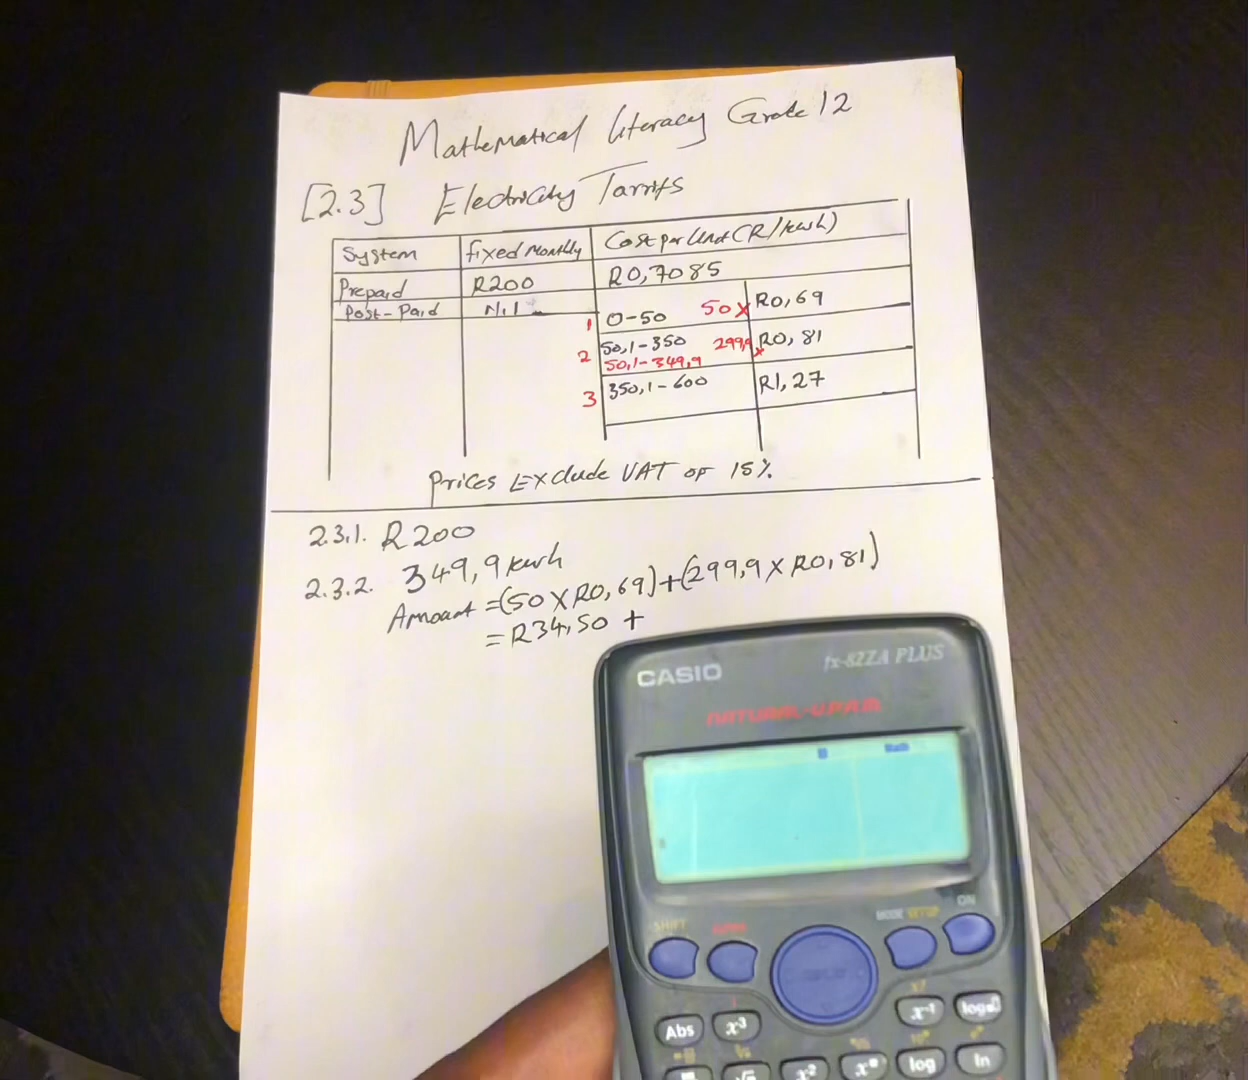 Mathematical Literacy Grade 12
[2.3] Electricity Tarrifs
System fixed Monthly Cost per Unit (R/kwh)
Prepaid R200 R0,7085
Post-Paid Nil
1 0-50 50 x R0,69
2 50,1-350 299,9 x R0,81
50,1-349,9
3 350,1-600 R1,27
Prices Exclude VAT of 15%
2.3.1. R200
2.3.2. 349,9 kwh
Amount =(50 X R0,69)+(299,9 X R0,81)
= R34,50 +
CASIO fx-82ZA PLUS
NATURAL-V.P.A.M.
Math
SHIFT ALPHA MODE SETUP ON
Abs x³ x⁻¹ log
x² log ln